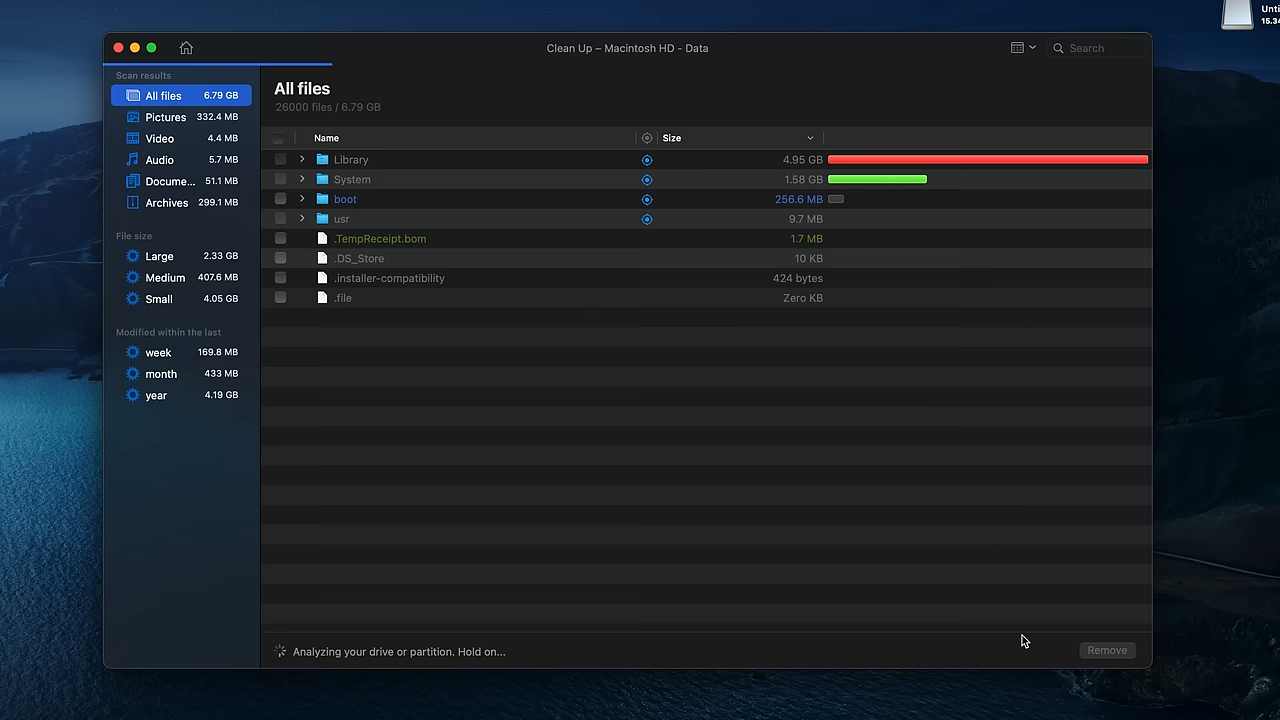 Unti
15.34
Clean Up – Macintosh HD - Data
Search
Scan results
All files 6.79 GB
Pictures 332.4 MB
Video 4.4 MB
Audio 5.7 MB
Docume... 51.1 MB
Archives 299.1 MB
File size
Large 2.33 GB
Medium 407.6 MB
Small 4.05 GB
Modified within the last
week 169.8 MB
month 433 MB
year 4.19 GB
All files
26000 files / 6.79 GB
Name Size
Library 4.95 GB
System 1.58 GB
boot 256.6 MB
usr 9.7 MB
.TempReceipt.bom 1.7 MB
.DS_Store 10 KB
.installer-compatibility 424 bytes
.file Zero KB
Analyzing your drive or partition. Hold on...
Remove